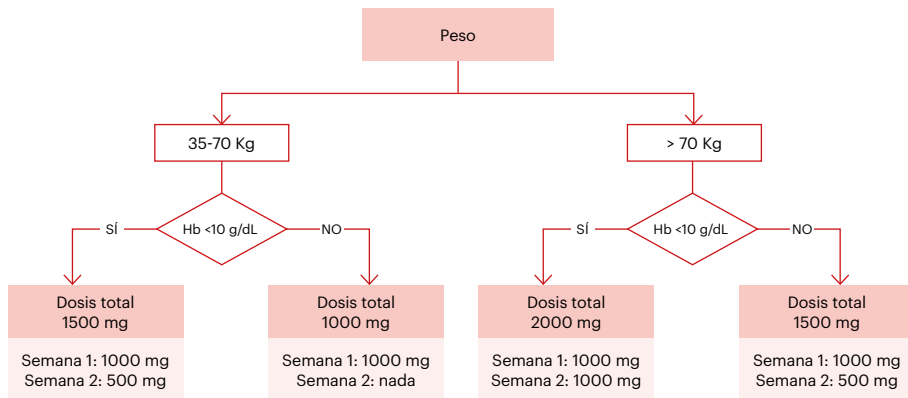 Peso
35-70 Kg
> 70 Kg
SÍ
Hb <10 g/dL
NO
SÍ
Hb <10 g/dL
NO
Dosis total
1500 mg
Semana 1: 1000 mg
Semana 2: 500 mg
Dosis total
1000 mg
Semana 1: 1000 mg
Semana 2: nada
Dosis total
2000 mg
Semana 1: 1000 mg
Semana 2: 1000 mg
Dosis total
1500 mg
Semana 1: 1000 mg
Semana 2: 500 mg